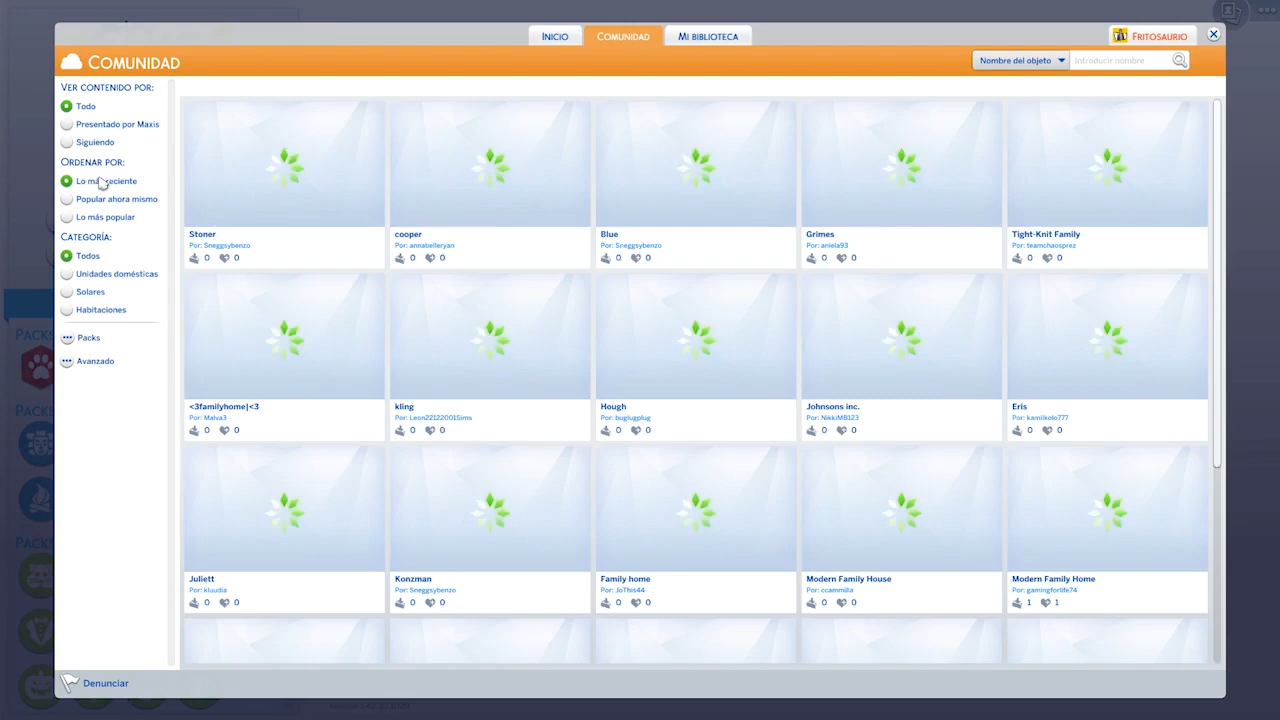 INICIO
COMUNIDAD
MI BIBLIOTECA
FRITOSAURIO
COMUNIDAD
Nombre del objeto
Introducir nombre
VER CONTENIDO POR:
Todo
Presentado por Maxis
Siguiendo
ORDENAR POR:
Lo más reciente
Popular ahora mismo
Lo más popular
CATEGORÍA:
Todos
Unidades domésticas
Solares
Habitaciones
Packs
Avanzado
Stoner
Por: Sneggsybenzo
0 0
cooper
Por: annabelleryan
0 0
Blue
Por: Sneggsybenzo
0 0
Grimes
Por: aniela93
0 0
Tight-Knit Family
Por: teamchaosprez
0 0
<3familyhome|<3
Por: Malva3
0 0
kling
Por: Leon221220015ims
0 0
Hough
Por: buglugplug
0 0
Johnsons inc.
Por: NikkiMB123
0 0
Eris
Por: kamilkolo777
0 0
Juliett
Por: kluudia
0 0
Konzman
Por: Sneggsybenzo
0 0
Family home
Por: JoThis44
0 0
Modern Family House
Por: ccammilla
0 0
Modern Family Home
Por: gamingforlife74
1 1
Denunciar
PACKS
PACKS
PACKS